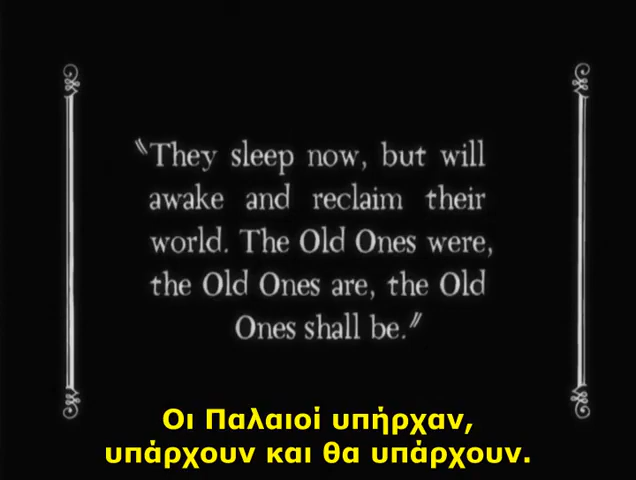 "They sleep now, but will
awake and reclaim their
world. The Old Ones were,
the Old Ones are, the Old
Ones shall be."
Οι Παλαιοί υπήρχαν,
υπάρχουν και θα υπάρχουν.